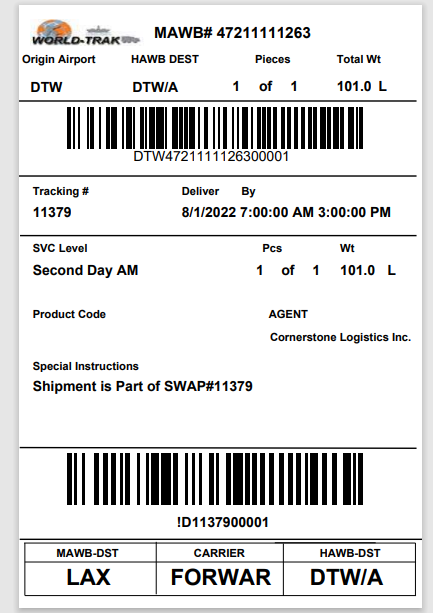 WORLD-TRAK
MAWB# 47211111263
Origin Airport HAWB DEST Pieces Total Wt
DTW DTW/A 1 of 1 101.0 L
DTW4721111126300001
Tracking # Deliver By
11379 8/1/2022 7:00:00 AM 3:00:00 PM
SVC Level Pcs Wt
Second Day AM 1 of 1 101.0 L
Product Code AGENT
Cornerstone Logistics Inc.
Special Instructions
Shipment is Part of SWAP#11379
!D1137900001
MAWB-DST CARRIER HAWB-DST
LAX FORWAR DTW/A